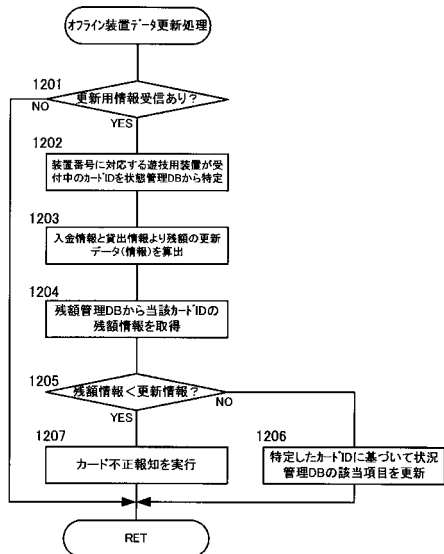 オフライン装置データ更新処理
1201
更新用情報受信あり?
NO
YES
1202
装置番号に対応する遊技用装置が受
付中のカードIDを状態管理DBから特定
1203
入金情報と貸出情報より残額の更新
データ(情報)を算出
1204
残額管理DBから当該カードIDの
残額情報を取得
1205
残額情報<更新情報?
NO
YES
1207
カード不正報知を実行
1206
特定したカードIDに基づいて状況
管理DBの該当項目を更新
RET